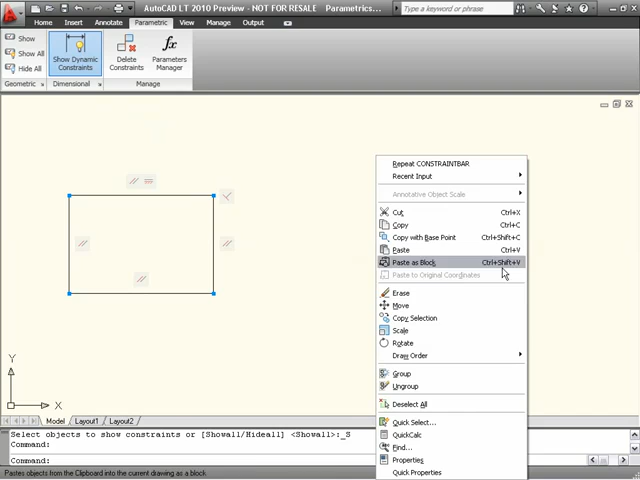 AutoCAD LT 2010 Preview - NOT FOR RESALE Parametrics...
Type a keyword or phrase
Home Insert Annotate Parametric View Manage Output
Show
Show All
Hide All
Show Dynamic Constraints
Delete Constraints
Parameters Manager
fx
Geometric Dimensional Manage
Repeat CONSTRAINTBAR
Recent Input
Annotative Object Scale
Cut Ctrl+X
Copy Ctrl+C
Copy with Base Point Ctrl+Shift+C
Paste Ctrl+V
Paste as Block Ctrl+Shift+V
Paste to Original Coordinates
Erase
Move
Copy Selection
Scale
Rotate
Draw Order
Group
Ungroup
Deselect All
Quick Select...
QuickCalc
Find...
Properties
Quick Properties
Y
X
Model Layout1 Layout2
Select objects to show constraints or [Showall/Hideall] <Showall>:_S
Command:
Command:
Pastes objects from the Clipboard into the current drawing as a block.